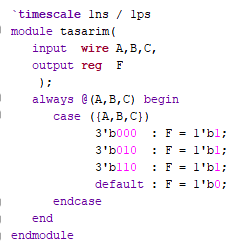 `timescale 1ns / 1ps
module tasarim(
input wire A,B,C,
output reg F
);
always @(A,B,C) begin
case ({A,B,C})
3'b000 : F = 1'b1;
3'b010 : F = 1'b1;
3'b110 : F = 1'b1;
default : F = 1'b0;
endcase
end
endmodule